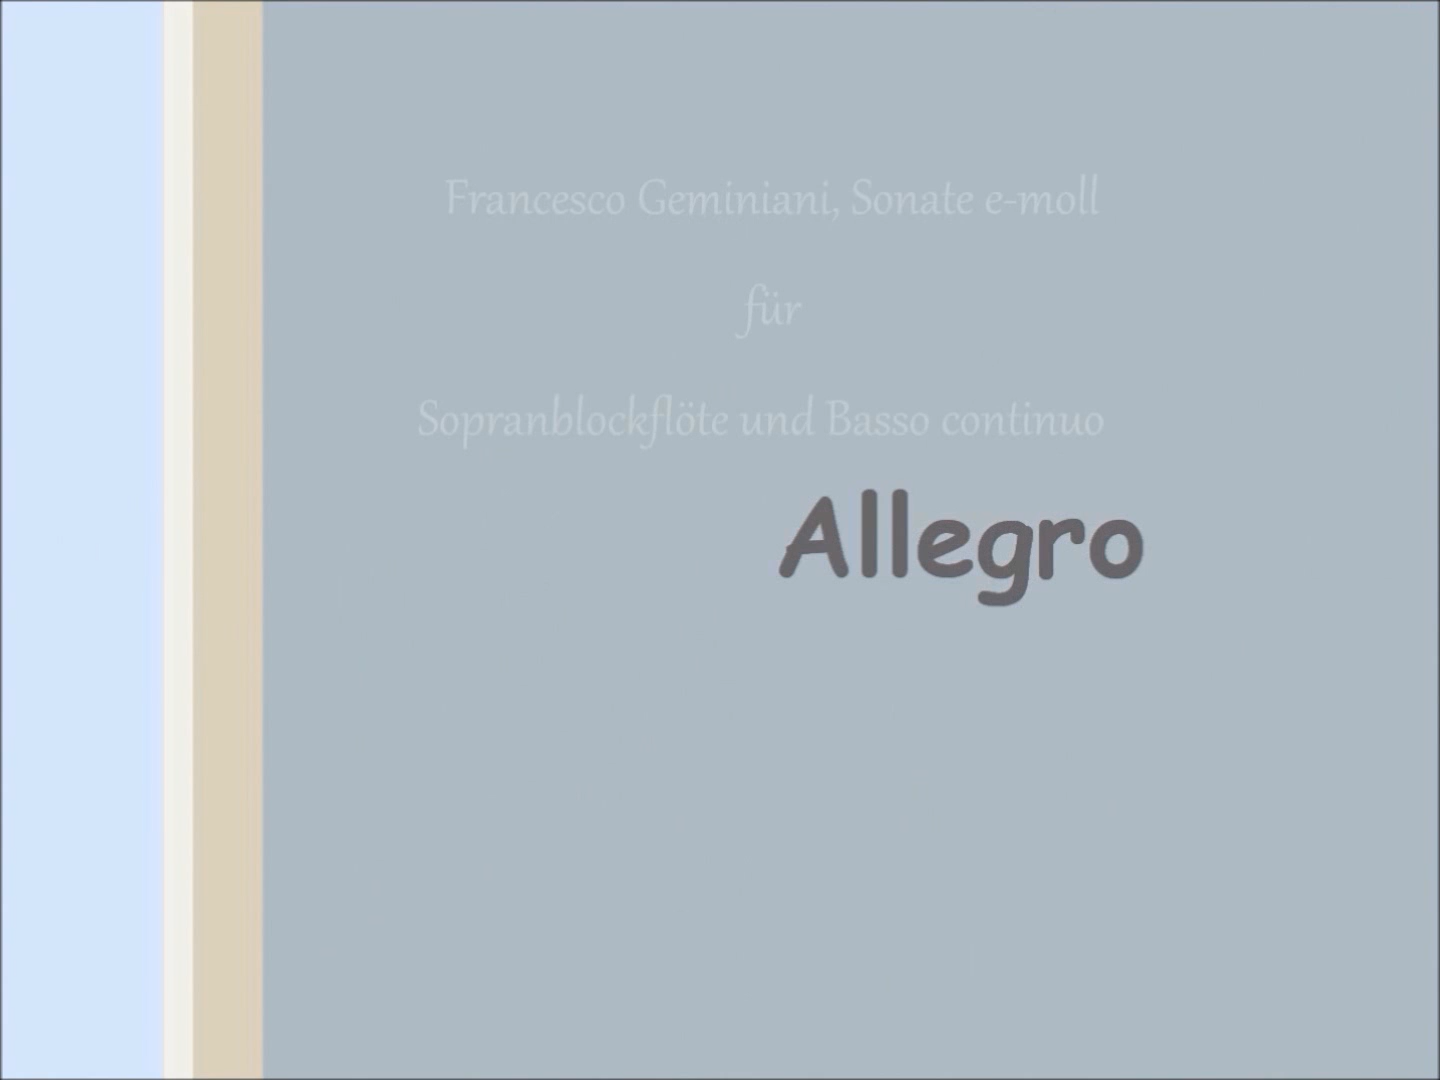 Francesco Geminiani, Sonate e-moll
für
Sopranblockflöte und Basso continuo
Allegro